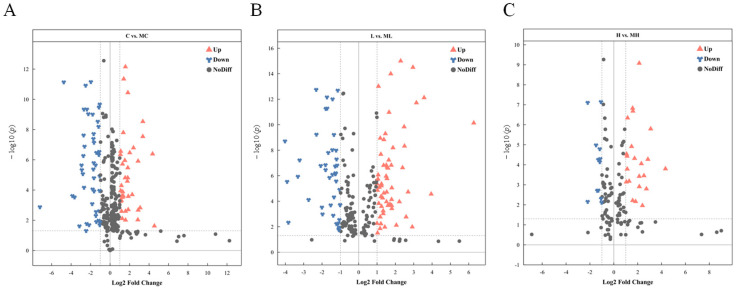 A
B
C
C vs. MC
L vs. ML
H vs. MH
Up
Down
NoDiff
Up
Down
NoDiff
Up
Down
NoDiff
− log10 (p)
12
10
8
6
4
2
0
-6 -4 -2 0 2 4 6 8 10 12
Log2 Fold Change
− log10 (p)
16
14
12
10
8
6
4
2
0
-4 -3 -2 -1 0 1 2 3 4 5 6
Log2 Fold Change
− log10 (p)
10
9
8
7
6
5
4
3
2
1
0
-6 -4 -2 0 2 4 6 8
Log2 Fold Change